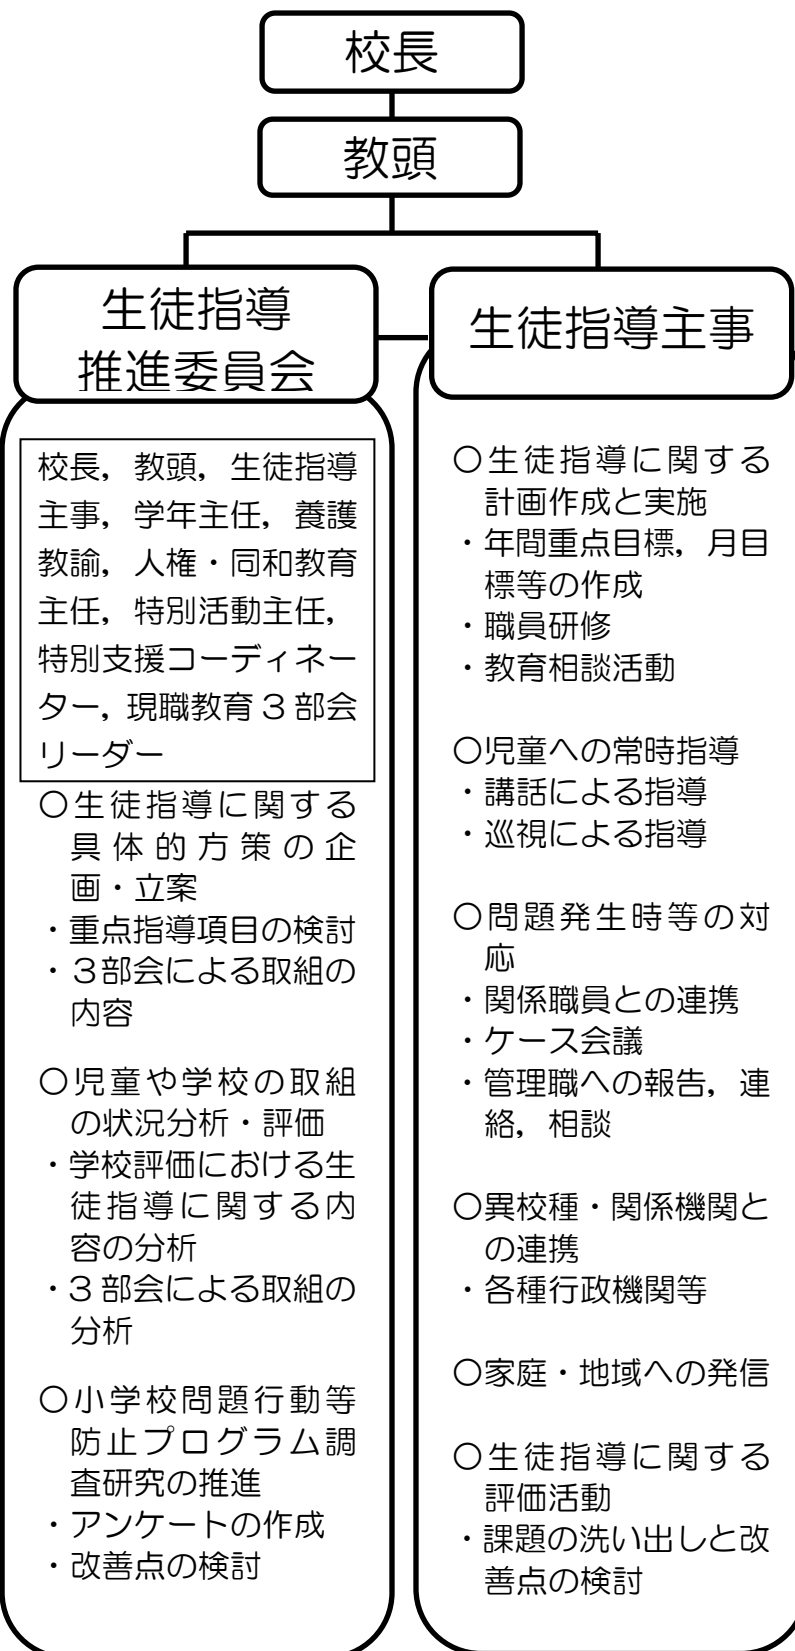 校長
教頭
生徒指導
推進委員会
校長，教頭，生徒指導
主事，学年主任，養護
教諭，人権・同和教育
主任，特別活動主任，
特別支援コーディネー
ター，現職教育３部会
リーダー
○生徒指導に関する
具体的方策の企
画・立案
・重点指導項目の検討
・３部会による取組の
内容
○児童や学校の取組
の状況分析・評価
・学校評価における生
徒指導に関する内
容の分析
・３部会による取組の
分析
○小学校問題行動等
防止プログラム調
査研究の推進
・アンケートの作成
・改善点の検討
生徒指導主事
○生徒指導に関する
計画作成と実施
・年間重点目標，月目
標等の作成
・職員研修
・教育相談活動
○児童への常時指導
・講話による指導
・巡視による指導
○問題発生時等の対
応
・関係職員との連携
・ケース会議
・管理職への報告，連
絡，相談
○異校種・関係機関と
の連携
・各種行政機関等
○家庭・地域への発信
○生徒指導に関する
評価活動
・課題の洗い出しと改
善点の検討